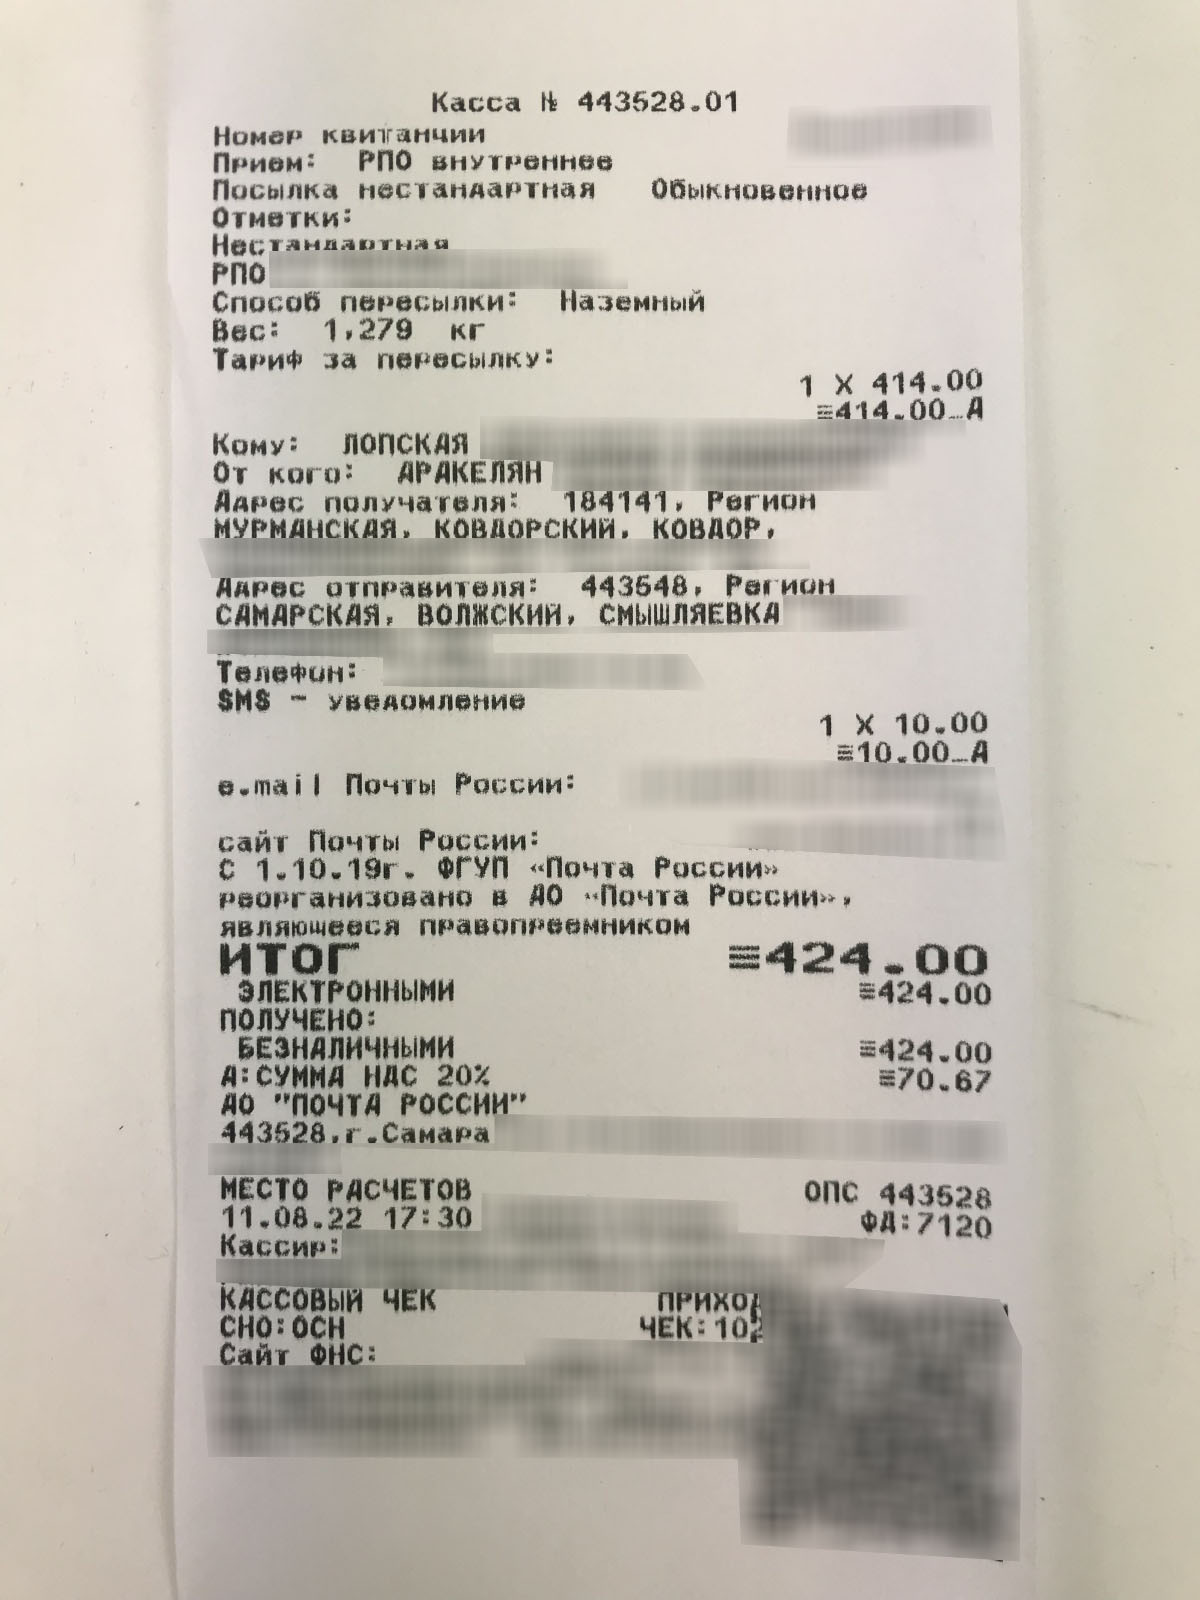 Касса № 443528.01
Номер квитанции
Прием: РПО внутреннее
Посылка нестандартная Обыкновенное
Отметки:
Нестандартная
РПО
Способ пересылки: Наземный
Вес: 1,279 кг
Тариф за пересылку:
1 X 414.00
≡414.00_А
Кому: ЛОПСКАЯ
От кого: АРАКЕЛЯН
Адрес получателя: 184141, Регион
МУРМАНСКАЯ, КОВДОРСКИЙ, КОВДОР,
Адрес отправителя: 443548, Регион
САМАРСКАЯ, ВОЛЖСКИЙ, СМЫШЛЯЕВКА
Телефон:
SMS - уведомление
1 X 10.00
≡10.00_А
e.mail Почты России:
сайт Почты России:
С 1.10.19г. ФГУП «Почта России»
реорганизовано в АО «Почта России»,
являющееся правопреемником
ИТОГ ≡424.00
ЭЛЕКТРОННЫМИ ≡424.00
ПОЛУЧЕНО:
БЕЗНАЛИЧНЫМИ ≡424.00
А:СУММА НДС 20% ≡70.67
АО "ПОЧТА РОССИИ"
443528,г.Самара
МЕСТО РАСЧЕТОВ ОПС 443528
11.08.22 17:30 ФД:7120
Кассир:
КАССОВЫЙ ЧЕК ПРИХОД
СНО:ОСН ЧЕК:102
Сайт ФНС: